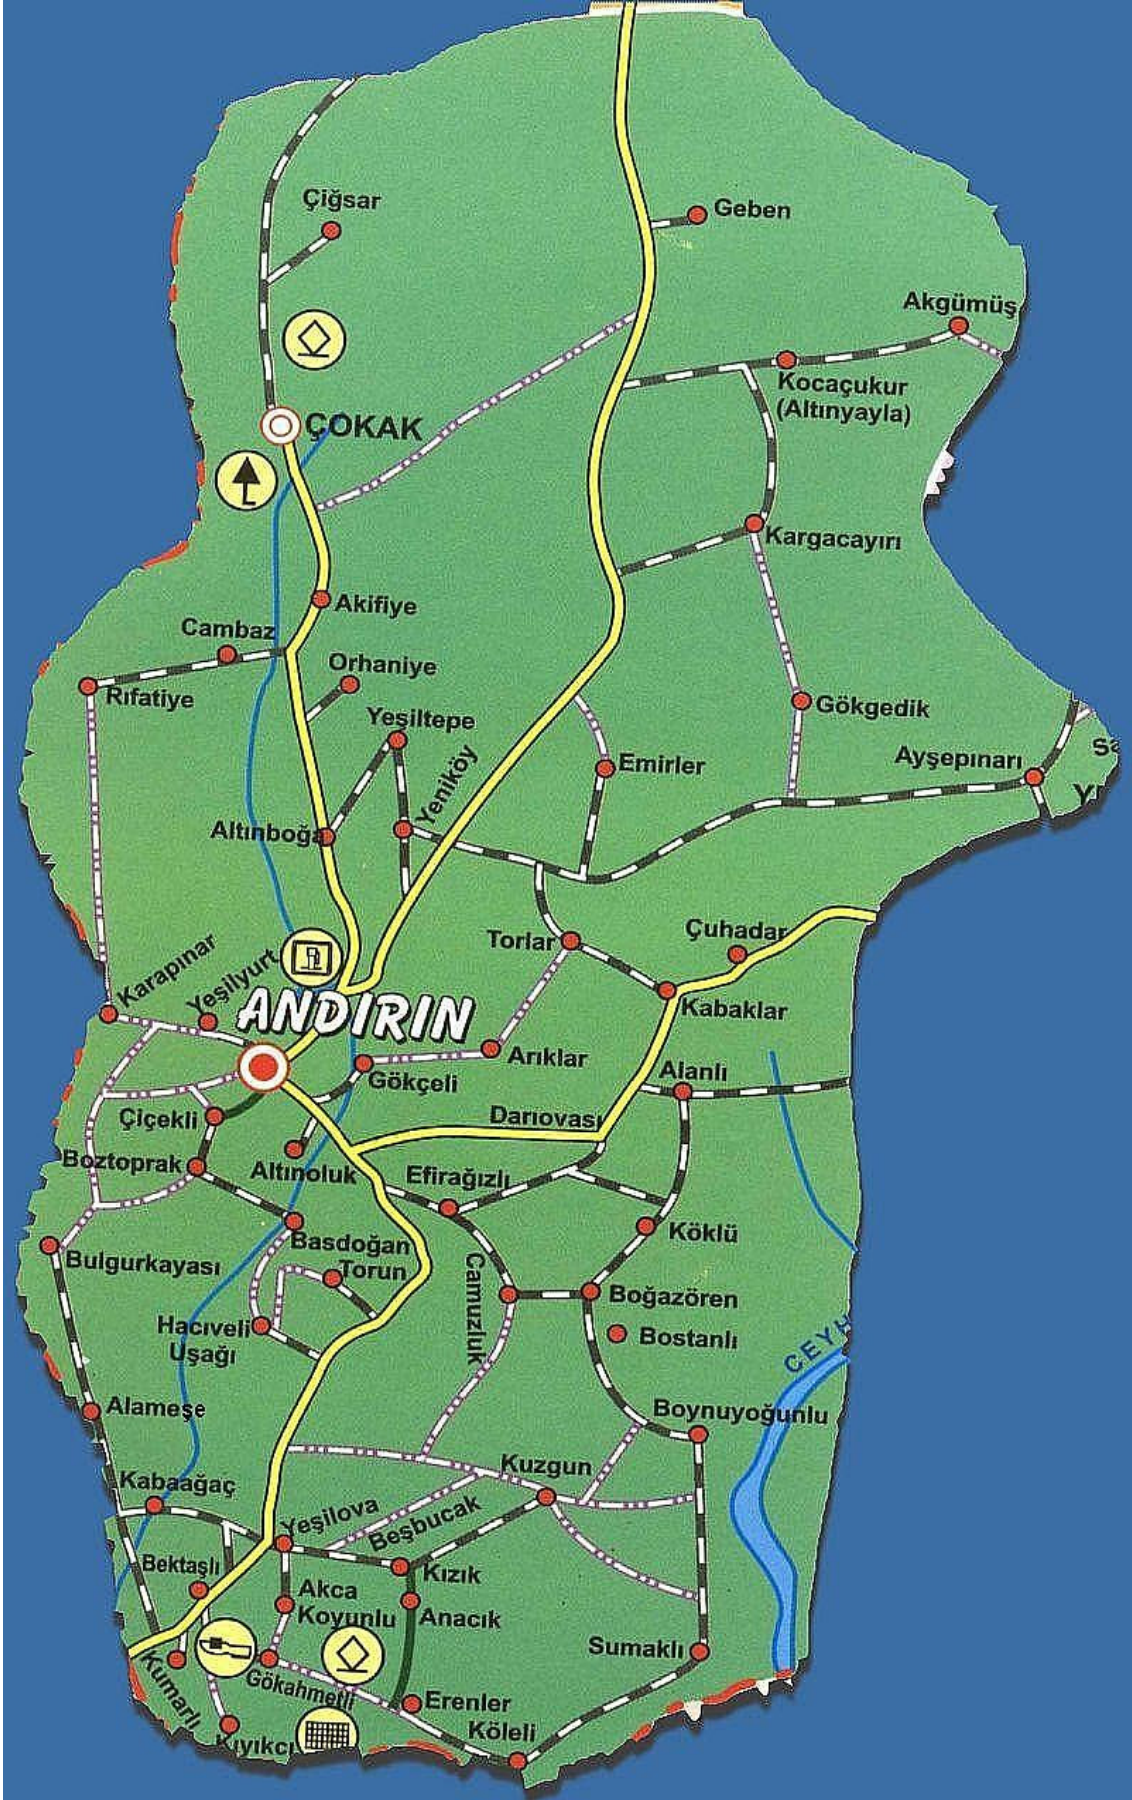 Çiğsar
Geben
Akgümüş
Kocaçukur
(Altınyayla)
ÇOKAK
Kargacayırı
Akifiye
Cambaz
Orhaniye
Rıfatiye
Yeşiltepe
Gökgedik
Emirler
Ayşepınarı
Yeniköy
Altınboğa
Çuhadar
Torlar
Karapınar
Yeşilyurt
Kabaklar
ANDIRIN
Arıklar
Gökçeli
Alanlı
Çiçekli
Darıovası
Boztoprak
Altınoluk
Efirağızlı
Köklü
Basdoğan
Torun
Bulgurkayası
Camuzluk
Boğazören
Hacıveli
Uşağı
Bostanlı
CEYH
Alameşe
Boynuyoğunlu
Kuzgun
Kabaağaç
Yeşilova
Beşbucak
Bektaşlı
Kızık
Akca
Koyunlu
Anacık
Sumaklı
Kumarlı
Gökahmetli
Erenler
Köleli
Kıyıkcı